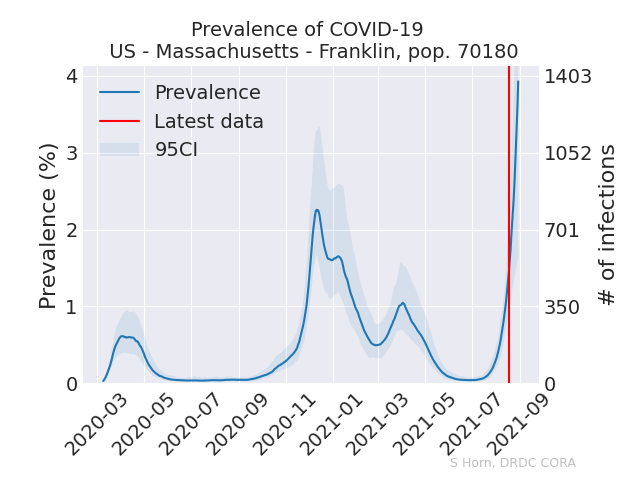 Prevalence of COVID-19
US - Massachusetts - Franklin, pop. 70180
Prevalence
Latest data
95CI
Prevalence (%)
4
3
2
1
0
1403
1052
701
350
0
# of infections
2020-03
2020-05
2020-07
2020-09
2020-11
2021-01
2021-03
2021-05
2021-07
2021-09
S Horn, DRDC CORA